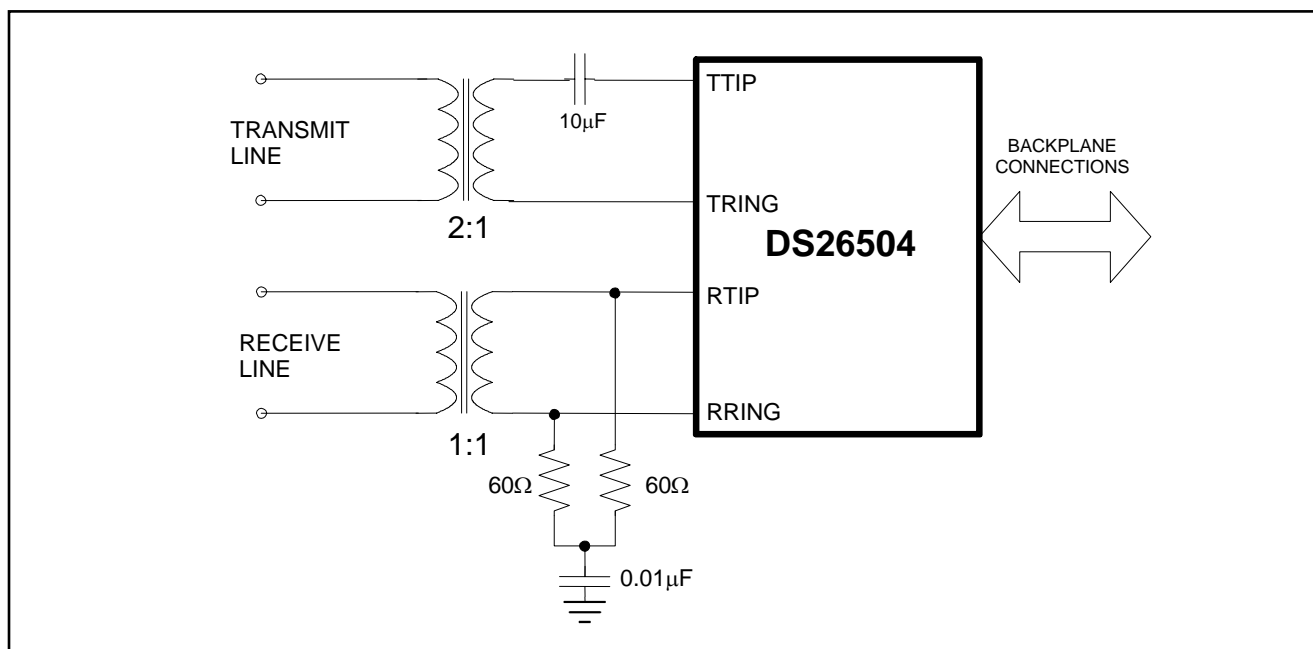 TTIP
10μF
TRANSMIT
LINE
BACKPLANE
CONNECTIONS
TRING
2:1
DS26504
RTIP
RECEIVE
LINE
RRING
1:1
60Ω
60Ω
0.01μF